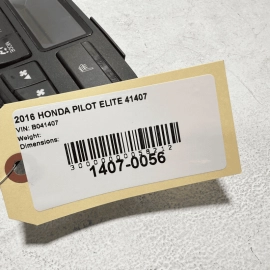 2016 HONDA PILOT ELITE 41407
VIN: B041407
Weight:
Dimensions:
1407-0056